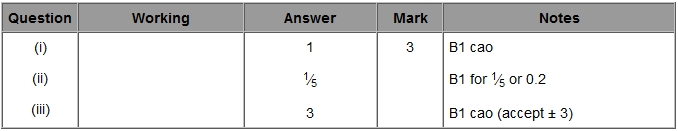 Question Working Answer Mark Notes
(i) 1 3 B1 cao
(ii) ⅕ B1 for ⅕ or 0.2
(iii) 3 B1 cao (accept ± 3)